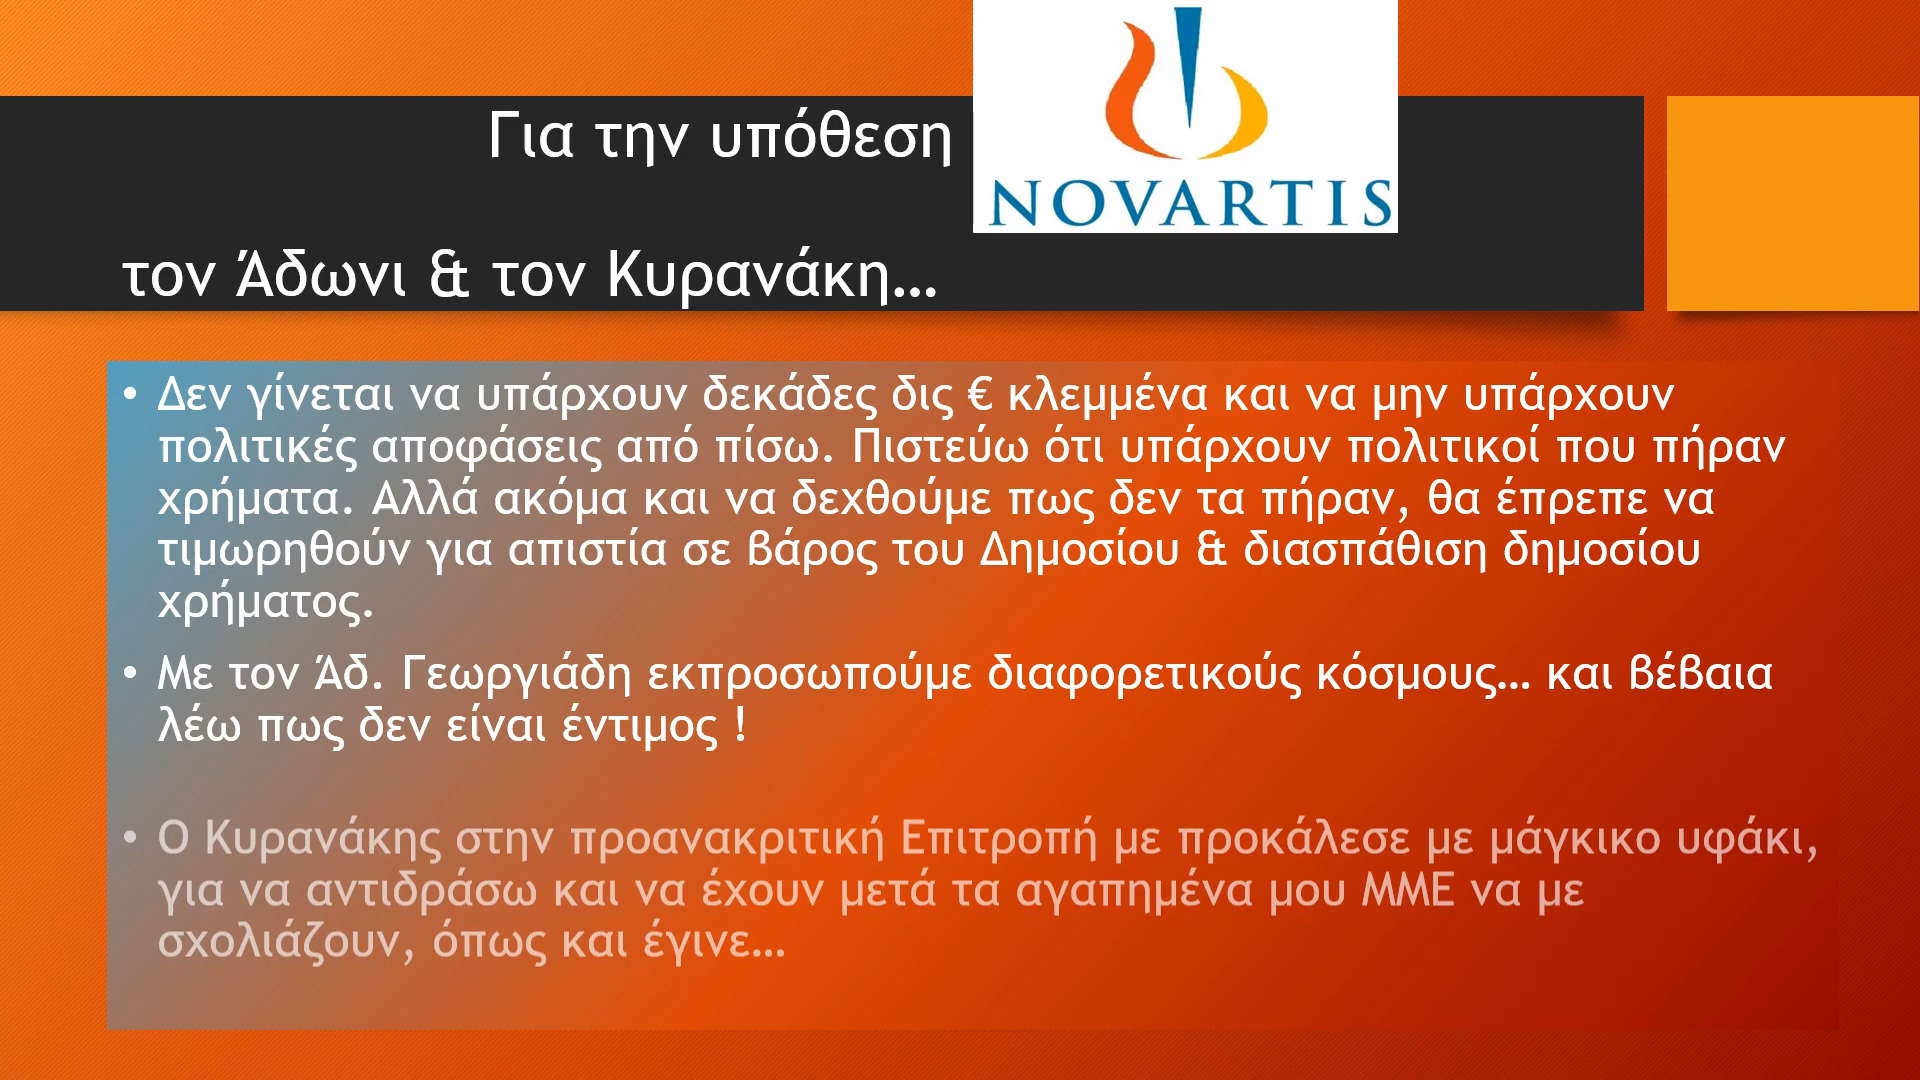 Για την υπόθεση
NOVARTIS
τον Άδωνι & τον Κυρανάκη...
• Δεν γίνεται να υπάρχουν δεκάδες δις € κλεμμένα και να μην υπάρχουν
πολιτικές αποφάσεις από πίσω. Πιστεύω ότι υπάρχουν πολιτικοί που πήραν
χρήματα. Αλλά ακόμα και να δεχθούμε πως δεν τα πήραν, θα έπρεπε να
τιμωρηθούν για απιστία σε βάρος του Δημοσίου & διασπάθιση δημοσίου
χρήματος.
• Με τον Άδ. Γεωργιάδη εκπροσωπούμε διαφορετικούς κόσμους... και βέβαια
λέω πως δεν είναι έντιμος !
• Ο Κυρανάκης στην προανακριτική Επιτροπή με προκάλεσε με μάγκικο υφάκι,
για να αντιδράσω και να έχουν μετά τα αγαπημένα μου ΜΜΕ να με
σχολιάζουν, όπως και έγινε...